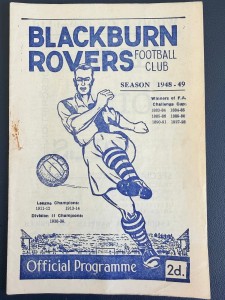 BLACKBURN
ROVERS
FOOTBALL
CLUB
SEASON 1948-49
Winners of F.A.
Challenge Cup:
1883-84 1884-85
1885-86 1889-90
1890-91 1927-28
League Champions:
1911-12 1913-14
Division II Champions:
1938-39.
Official Programme
2d.